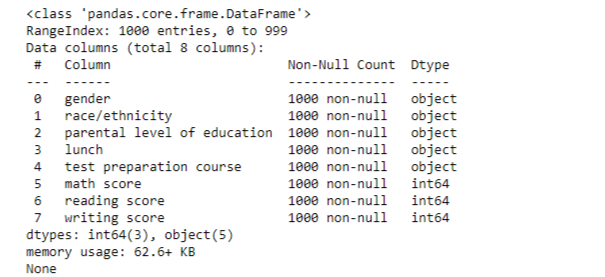 <class 'pandas.core.frame.DataFrame'>
RangeIndex: 1000 entries, 0 to 999
Data columns (total 8 columns):
 #   Column                       Non-Null Count  Dtype
---  ------                       --------------  -----
 0   gender                       1000 non-null   object
 1   race/ethnicity               1000 non-null   object
 2   parental level of education  1000 non-null   object
 3   lunch                        1000 non-null   object
 4   test preparation course      1000 non-null   object
 5   math score                   1000 non-null   int64
 6   reading score                1000 non-null   int64
 7   writing score                1000 non-null   int64
dtypes: int64(3), object(5)
memory usage: 62.6+ KB
None